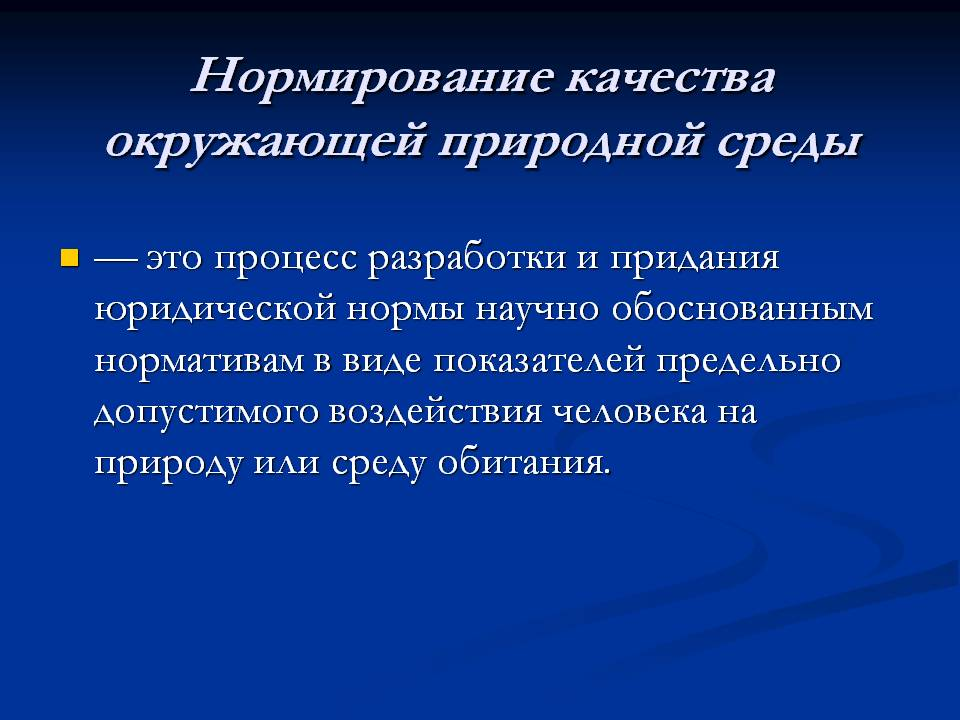 Нормирование качества
окружающей природной среды
— это процесс разработки и придания
юридической нормы научно обоснованным
нормативам в виде показателей предельно
допустимого воздействия человека на
природу или среду обитания.